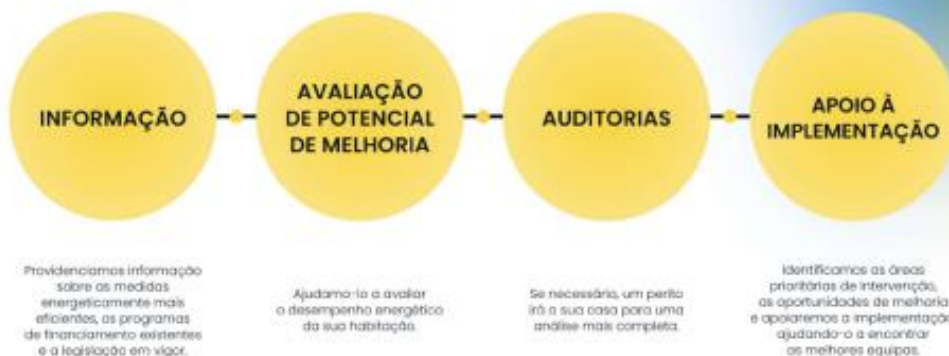 INFORMAÇÃO
AVALIAÇÃO
DE POTENCIAL
DE MELHORIA
AUDITORIAS
APOIO À
IMPLEMENTAÇÃO
Providenciamos informação
sobre as medidas
energeticamente mais
eficientes, os programas
de financiamento existentes
e a legislação em vigor.
Ajudamo-lo a avaliar
o desempenho energético
da sua habitação.
Se necessário, um perito
irá a sua casa para uma
análise mais completa.
Identificamos as áreas
prioritárias de intervenção,
as oportunidades de melhoria
e apoiaremos a implementação
ajudando-o a encontrar
as melhores equipas.